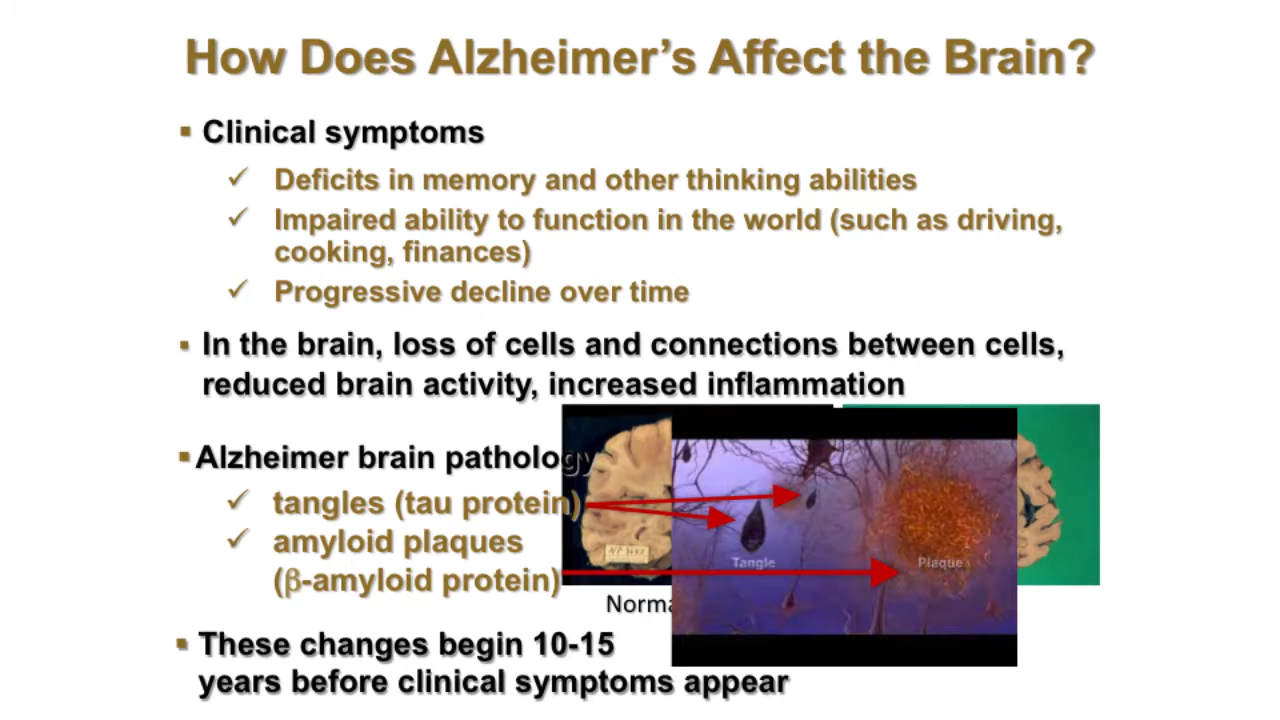 How Does Alzheimer’s Affect the Brain?
▪ Clinical symptoms
✓ Deficits in memory and other thinking abilities
✓ Impaired ability to function in the world (such as driving,
cooking, finances)
✓ Progressive decline over time
▪ In the brain, loss of cells and connections between cells,
reduced brain activity, increased inflammation
▪ Alzheimer brain pathology
✓ tangles (tau protein)
✓ amyloid plaques
(β-amyloid protein)
Tangle
Plaque
▪ These changes begin 10-15
years before clinical symptoms appear